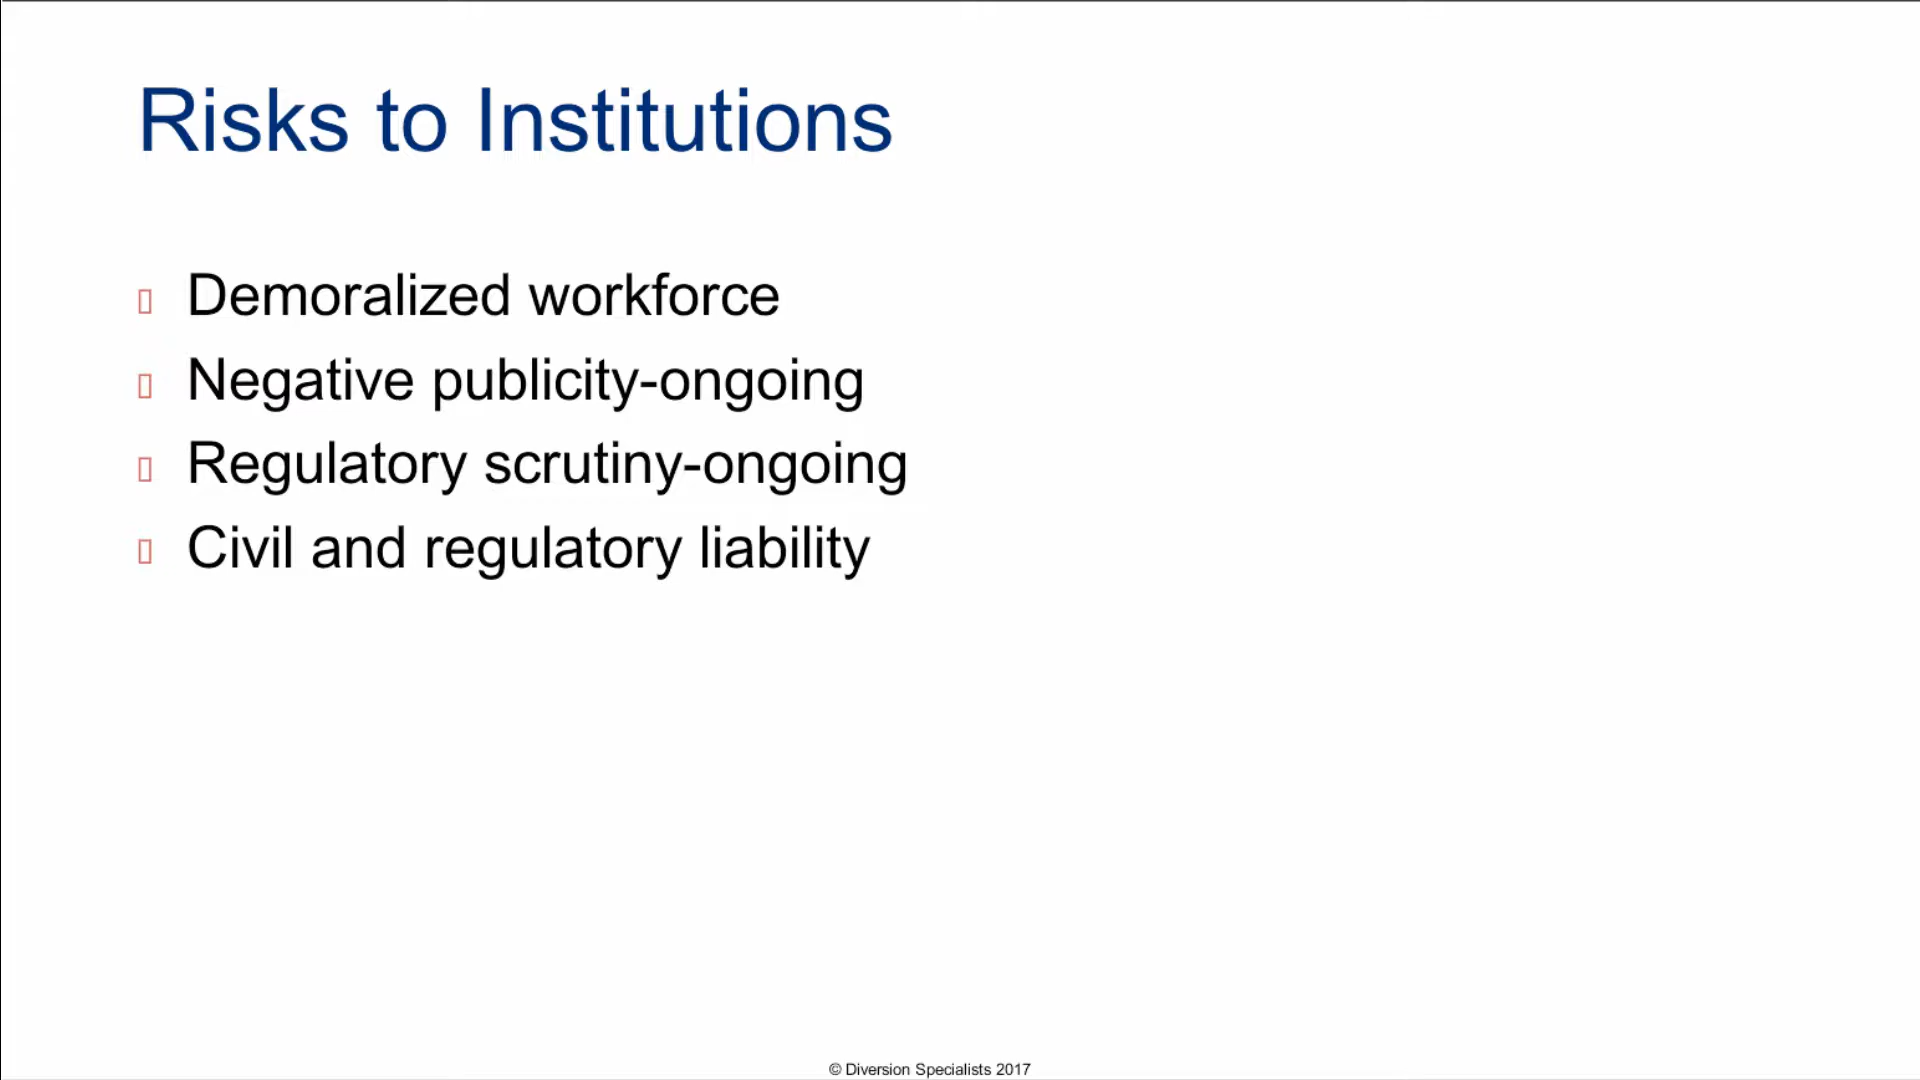 Risks to Institutions
Demoralized workforce
Negative publicity-ongoing
Regulatory scrutiny-ongoing
Civil and regulatory liability
© Diversion Specialists 2017